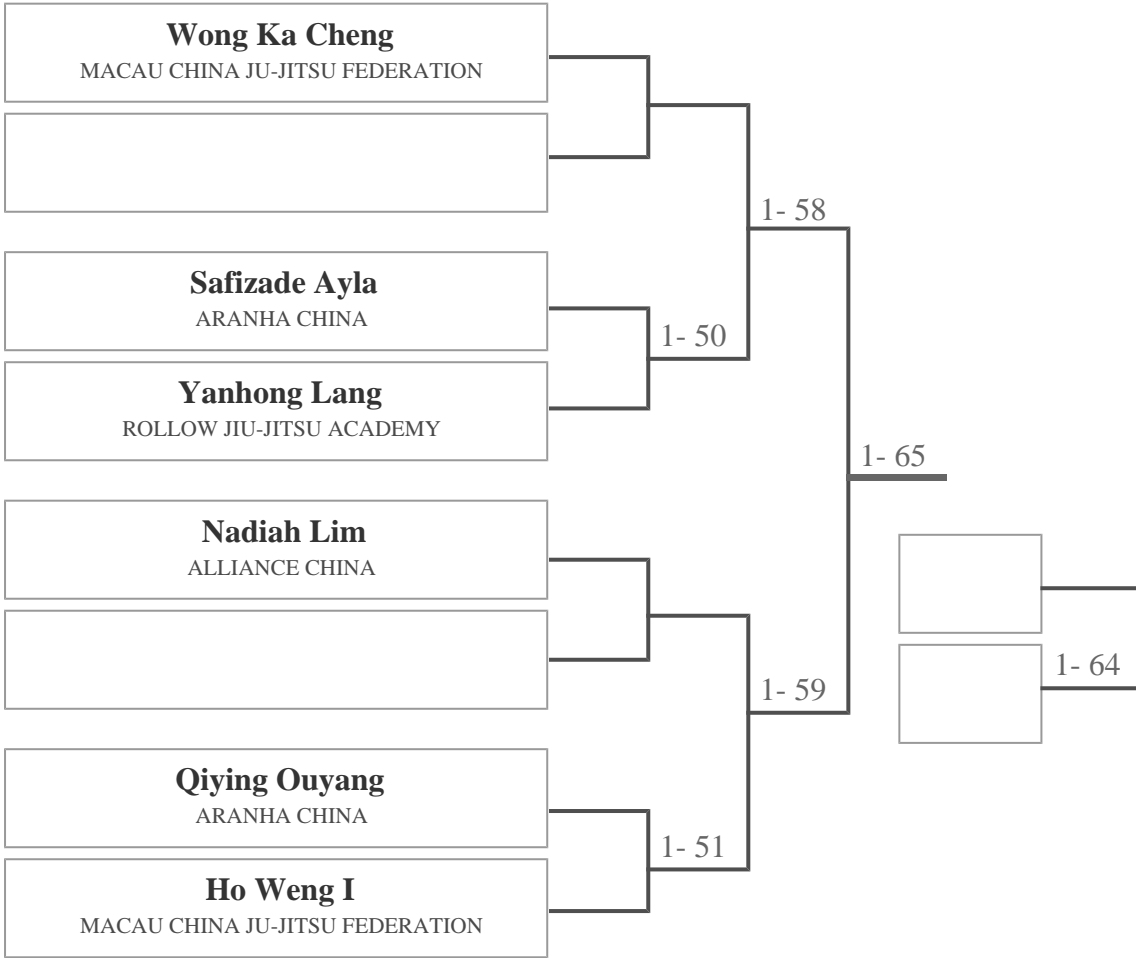 Wong Ka Cheng
MACAU CHINA JU-JITSU FEDERATION
1- 58
Safizade Ayla
ARANHA CHINA
1- 50
Yanhong Lang
ROLLOW JIU-JITSU ACADEMY
1- 65
Nadiah Lim
ALLIANCE CHINA
1- 64
1- 59
Qiying Ouyang
ARANHA CHINA
1- 51
Ho Weng I
MACAU CHINA JU-JITSU FEDERATION